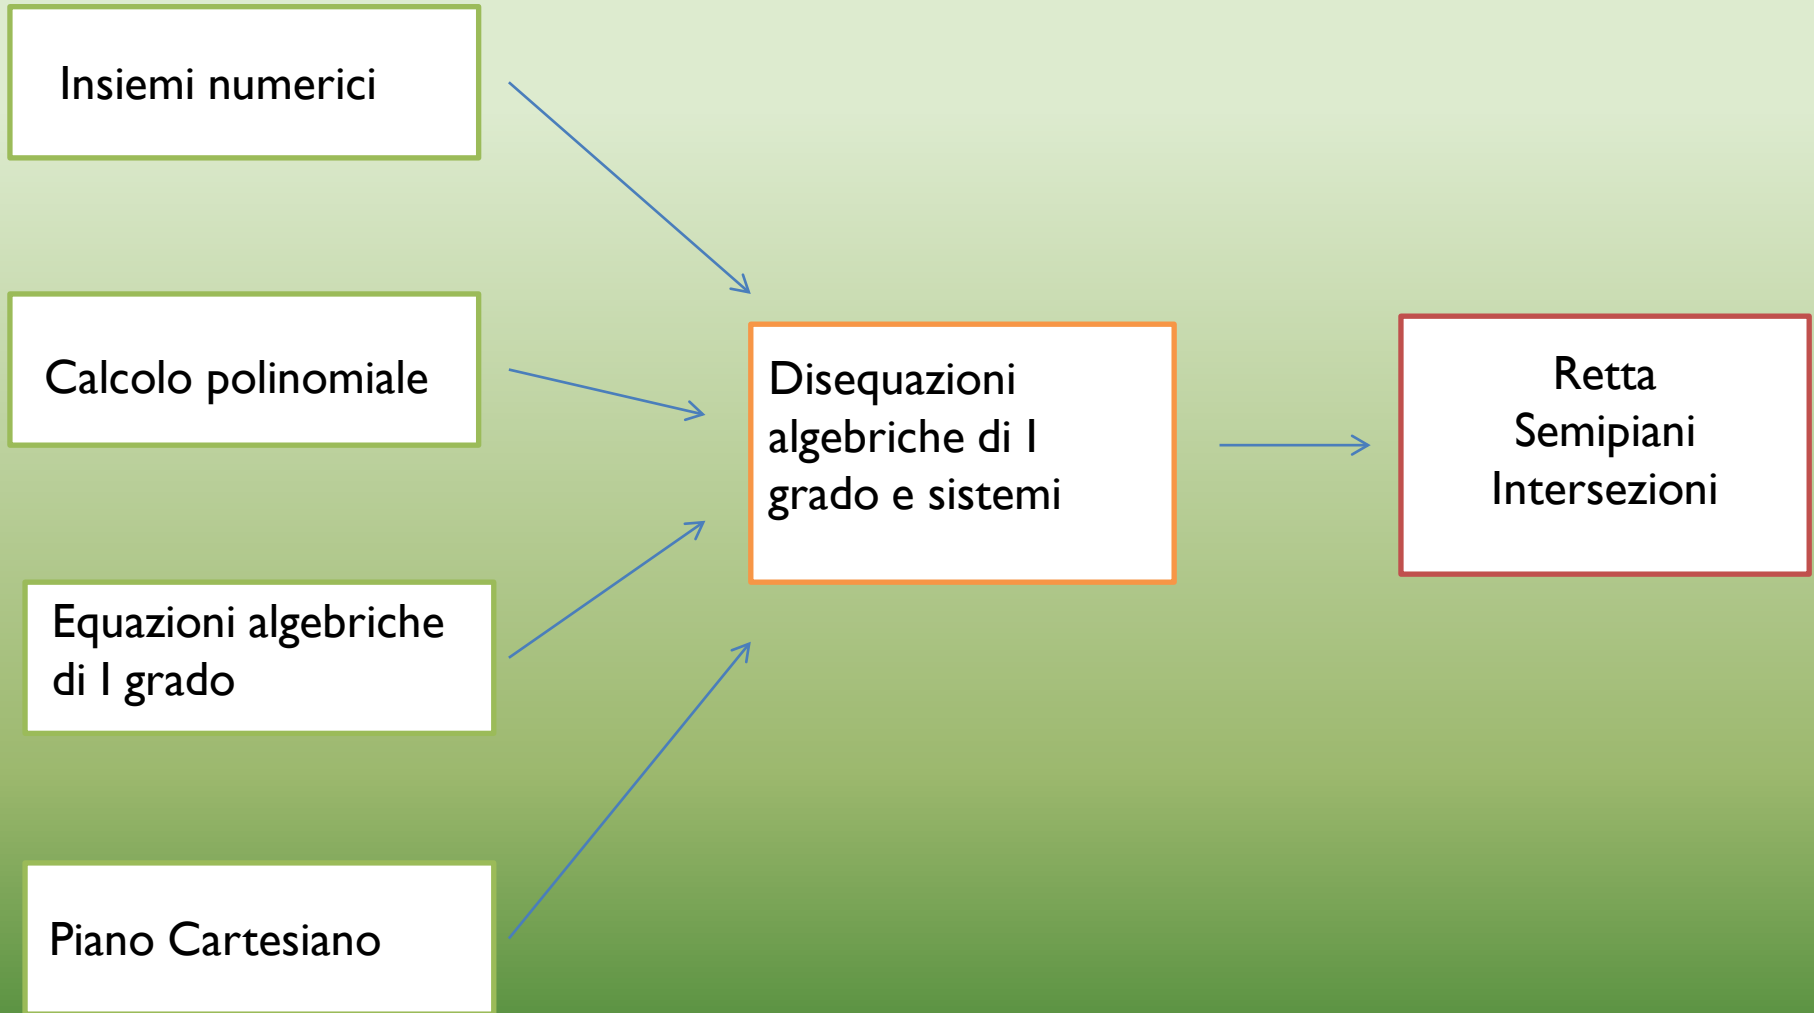 Insiemi numerici
Calcolo polinomiale
Equazioni algebriche
di I grado
Piano Cartesiano
Disequazioni
algebriche di I
grado e sistemi
Retta
Semipiani
Intersezioni